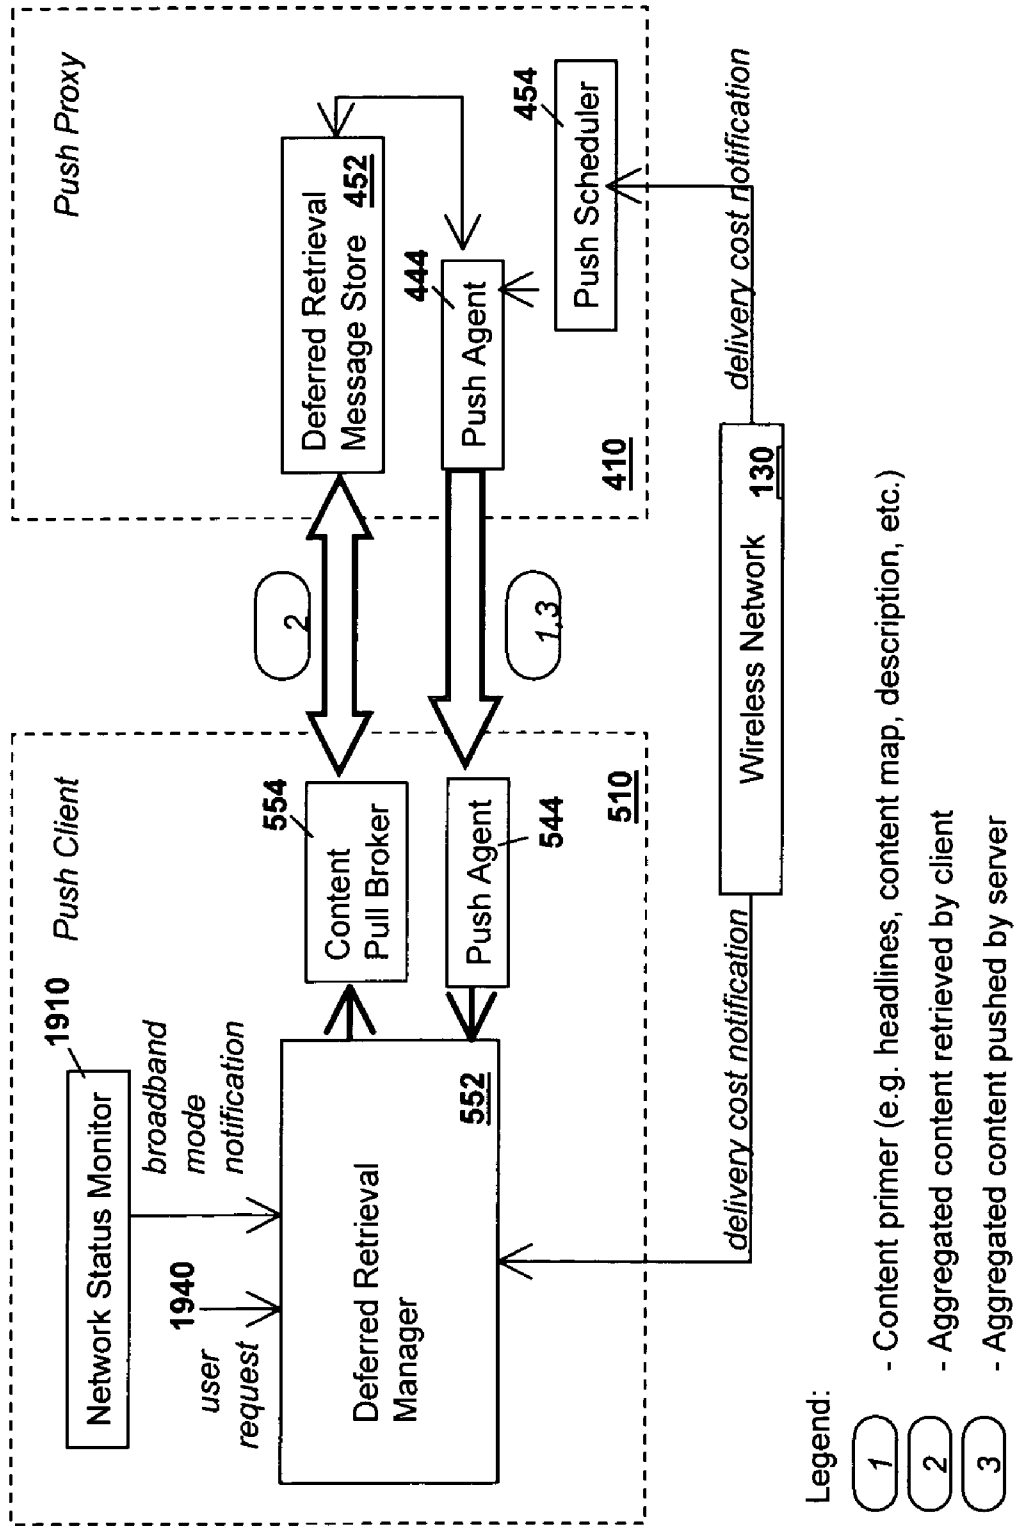 Push Client
Push Proxy
1910
Network Status Monitor
broadband
mode
notification
1940
user
request
Deferred Retrieval
Manager
552
554
Content
Pull Broker
Push Agent
544
510
2
1,3
Deferred Retrieval
Message Store 452
444
Push Agent
454
Push Scheduler
410
delivery cost notification
Wireless Network 130
delivery cost notification
Legend:
1 - Content primer (e.g. headlines, content map, description, etc.)
2 - Aggregated content retrieved by client
3 - Aggregated content pushed by server